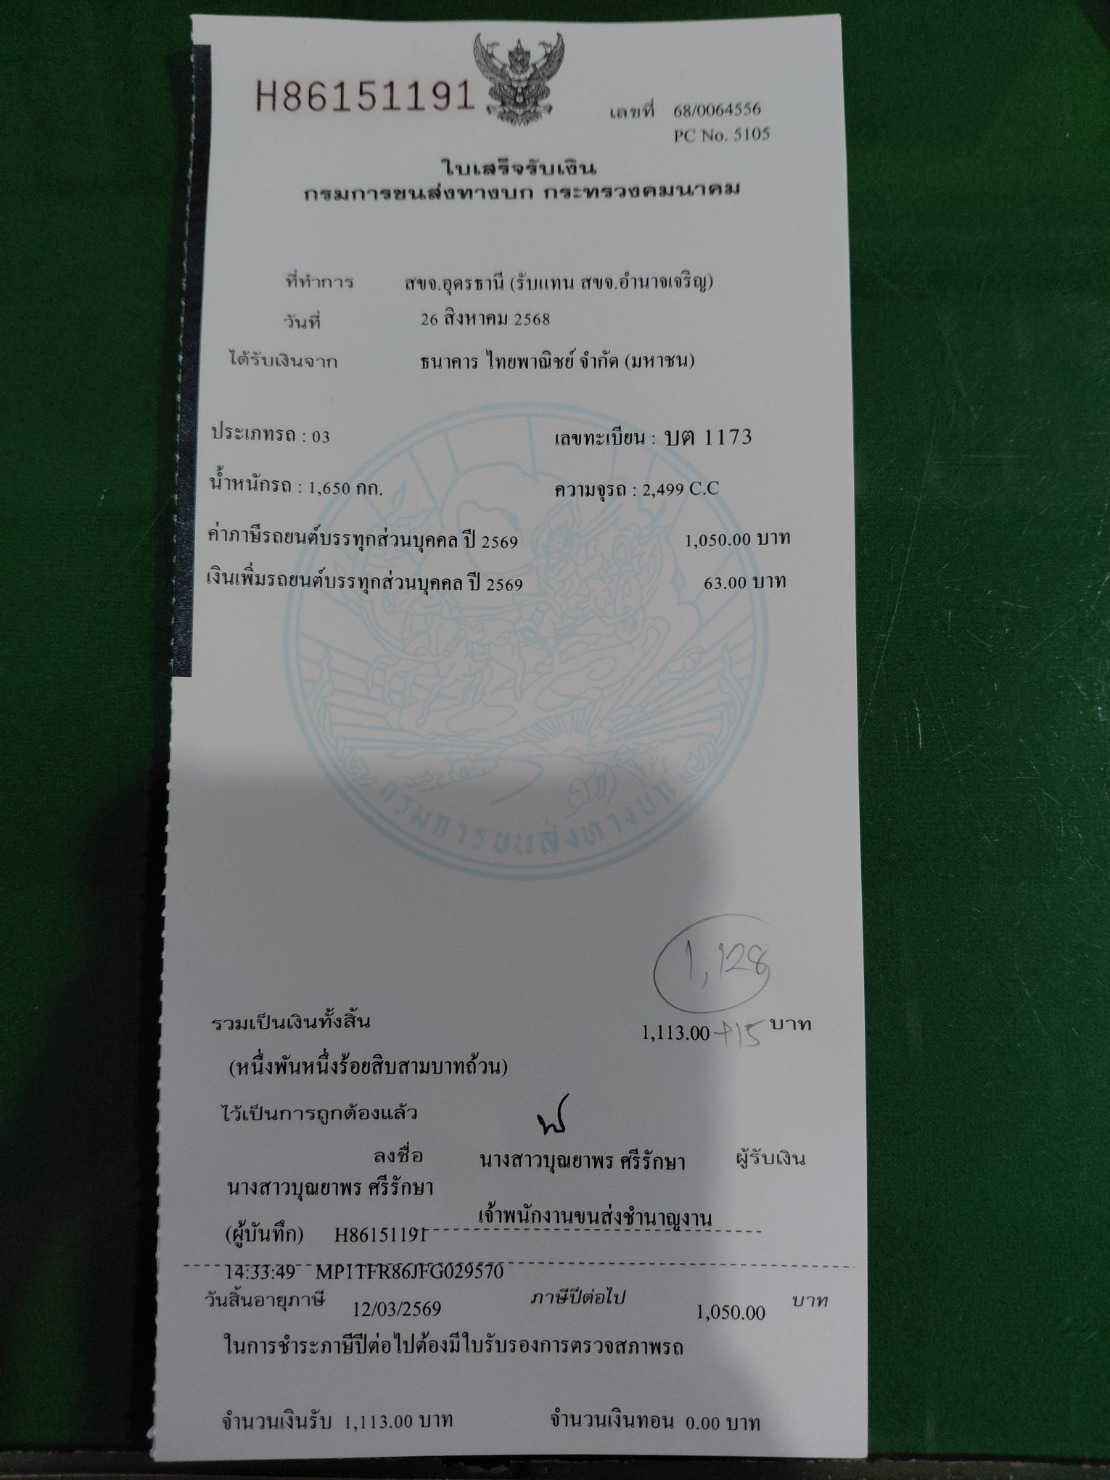 H86151191
เลขที่ 68/0064556
PC No. 5105
ใบเสร็จรับเงิน
กรมการขนส่งทางบก กระทรวงคมนาคม
ที่ทำการ สขจ.อุดรธานี (รับแทน สขจ.อำนาจเจริญ)
วันที่ 26 สิงหาคม 2568
ได้รับเงินจาก ธนาคาร ไทยพาณิชย์ จำกัด (มหาชน)
ประเภทรถ : 03 เลขทะเบียน : บต 1173
น้ำหนักรถ : 1,650 กก. ความจุรถ : 2,499 C.C
ค่าภาษีรถยนต์บรรทุกส่วนบุคคล ปี 2569 1,050.00 บาท
เงินเพิ่มรถยนต์บรรทุกส่วนบุคคล ปี 2569 63.00 บาท
กรมการขนส่งทางบก
1,128
รวมเป็นเงินทั้งสิ้น 1,113.00 +15 บาท
(หนึ่งพันหนึ่งร้อยสิบสามบาทถ้วน)
ไว้เป็นการถูกต้องแล้ว
ลงชื่อ นางสาวบุณยาพร ศรีรักษา ผู้รับเงิน
นางสาวบุณยาพร ศรีรักษา
เจ้าพนักงานขนส่งชำนาญงาน
(ผู้บันทึก) H86151191
14:33:49 MP1TFR86JFG029570
วันสิ้นอายุภาษี 12/03/2569 ภาษีปีต่อไป 1,050.00 บาท
ในการชำระภาษีปีต่อไปต้องมีใบรับรองการตรวจสภาพรถ
จำนวนเงินรับ 1,113.00 บาท จำนวนเงินทอน 0.00 บาท